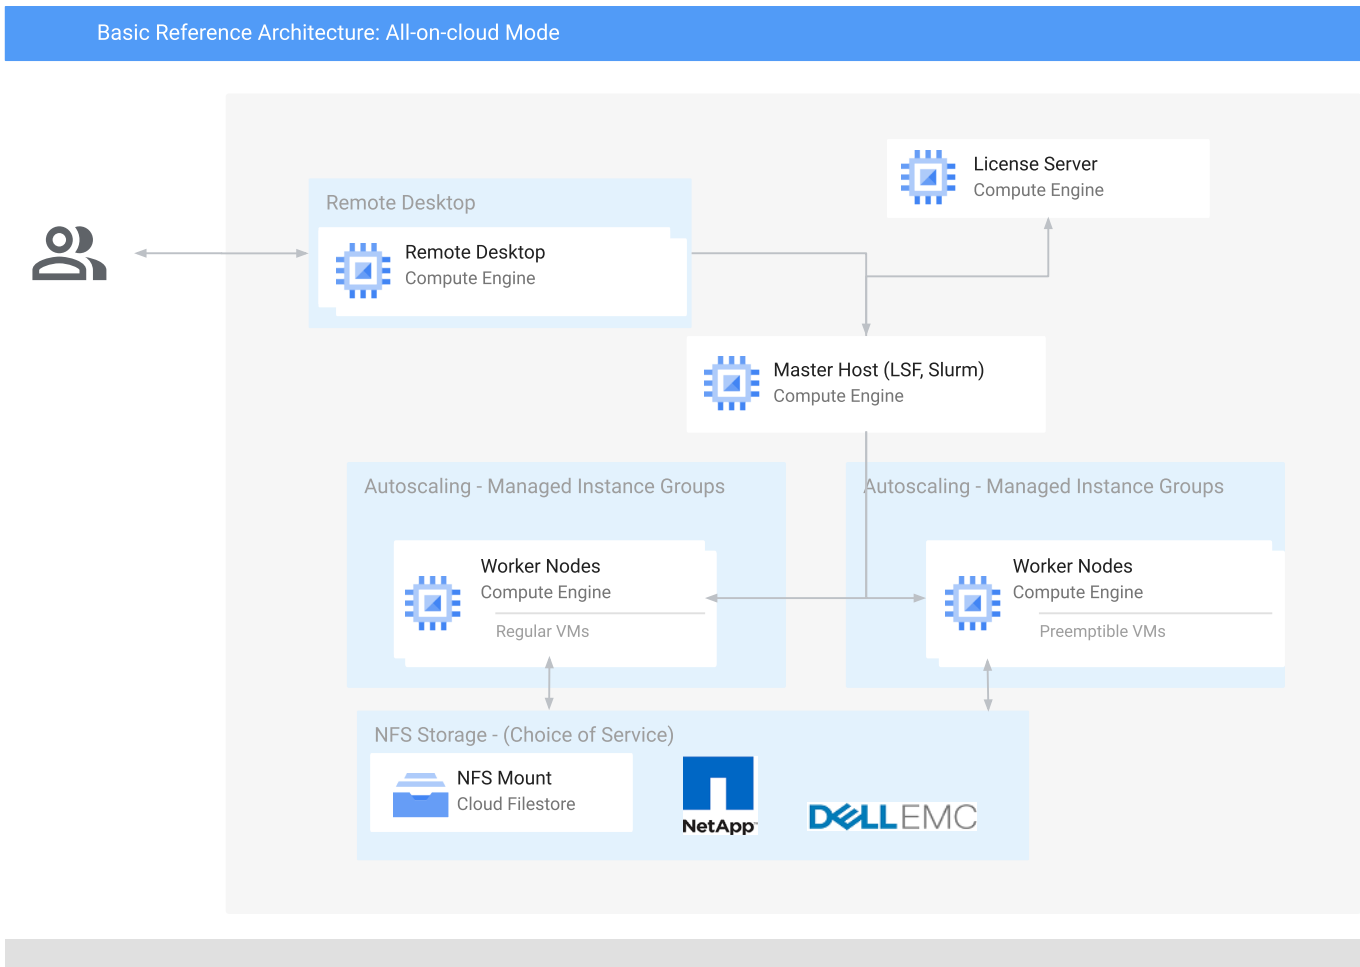 Basic Reference Architecture: All-on-cloud Mode
License Server
Compute Engine
Remote Desktop
Remote Desktop
Compute Engine
Master Host (LSF, Slurm)
Compute Engine
Autoscaling - Managed Instance Groups
Autoscaling - Managed Instance Groups
Worker Nodes
Compute Engine
Regular VMs
Worker Nodes
Compute Engine
Preemptible VMs
NFS Storage - (Choice of Service)
NFS Mount
Cloud Filestore
NetApp™
DELLEMC